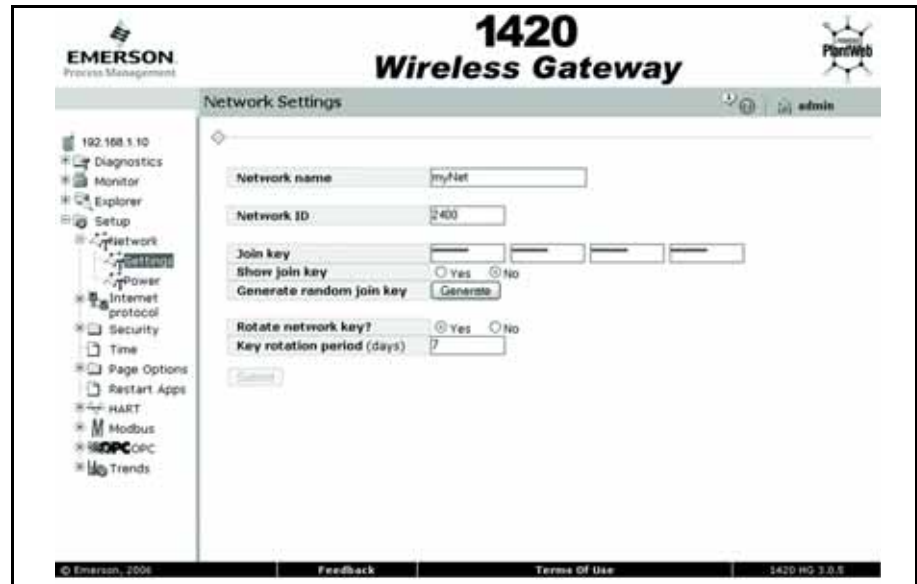 EMERSON
Process Management
1420
Wireless Gateway
PlantWeb
Network Settings
admin
192.168.1.10
Diagnostics
Monitor
Explorer
Setup
Network
Settings
Power
Internet
protocol
Security
Time
Page Options
Restart Apps
HART
Modbus
OPC OPC
Trends
Network name myNet
Network ID 2400
Join key
Show join key Yes No
Generate random join key Generate
Rotate network key? Yes No
Key rotation period (days) 7
Submit
© Emerson, 2006 Feedback Terms Of Use 1420 HG 3.0.5